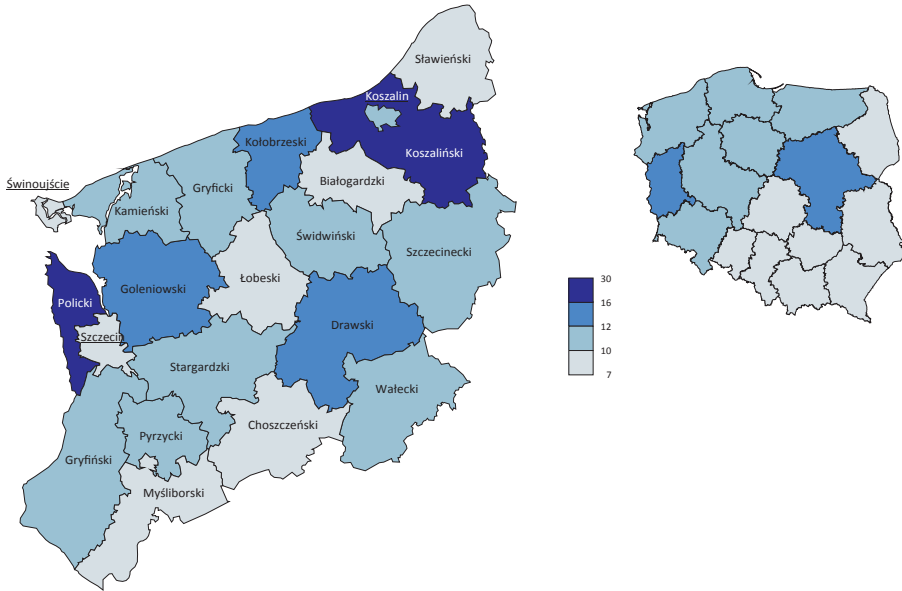 Sławieński
Koszalin
Kołobrzeski
Koszaliński
Białogardzki
Świnoujście
Gryficki
Kamieński
Świdwiński
Szczecinecki
Łobeski
Goleniowski
Policki
Drawski
Szczecin
Stargardzki
Wałecki
Choszczeński
Pyrzycki
Gryfiński
Myśliborski
30
16
12
10
7